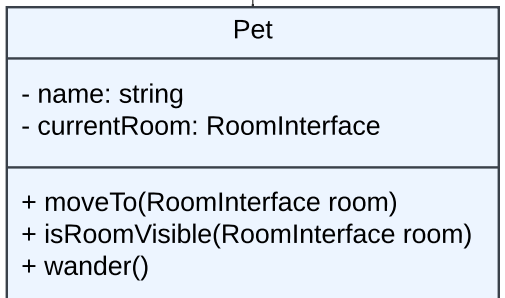 Pet
- name: string
- currentRoom: RoomInterface
+ moveTo(RoomInterface room)
+ isRoomVisible(RoomInterface room)
+ wander()